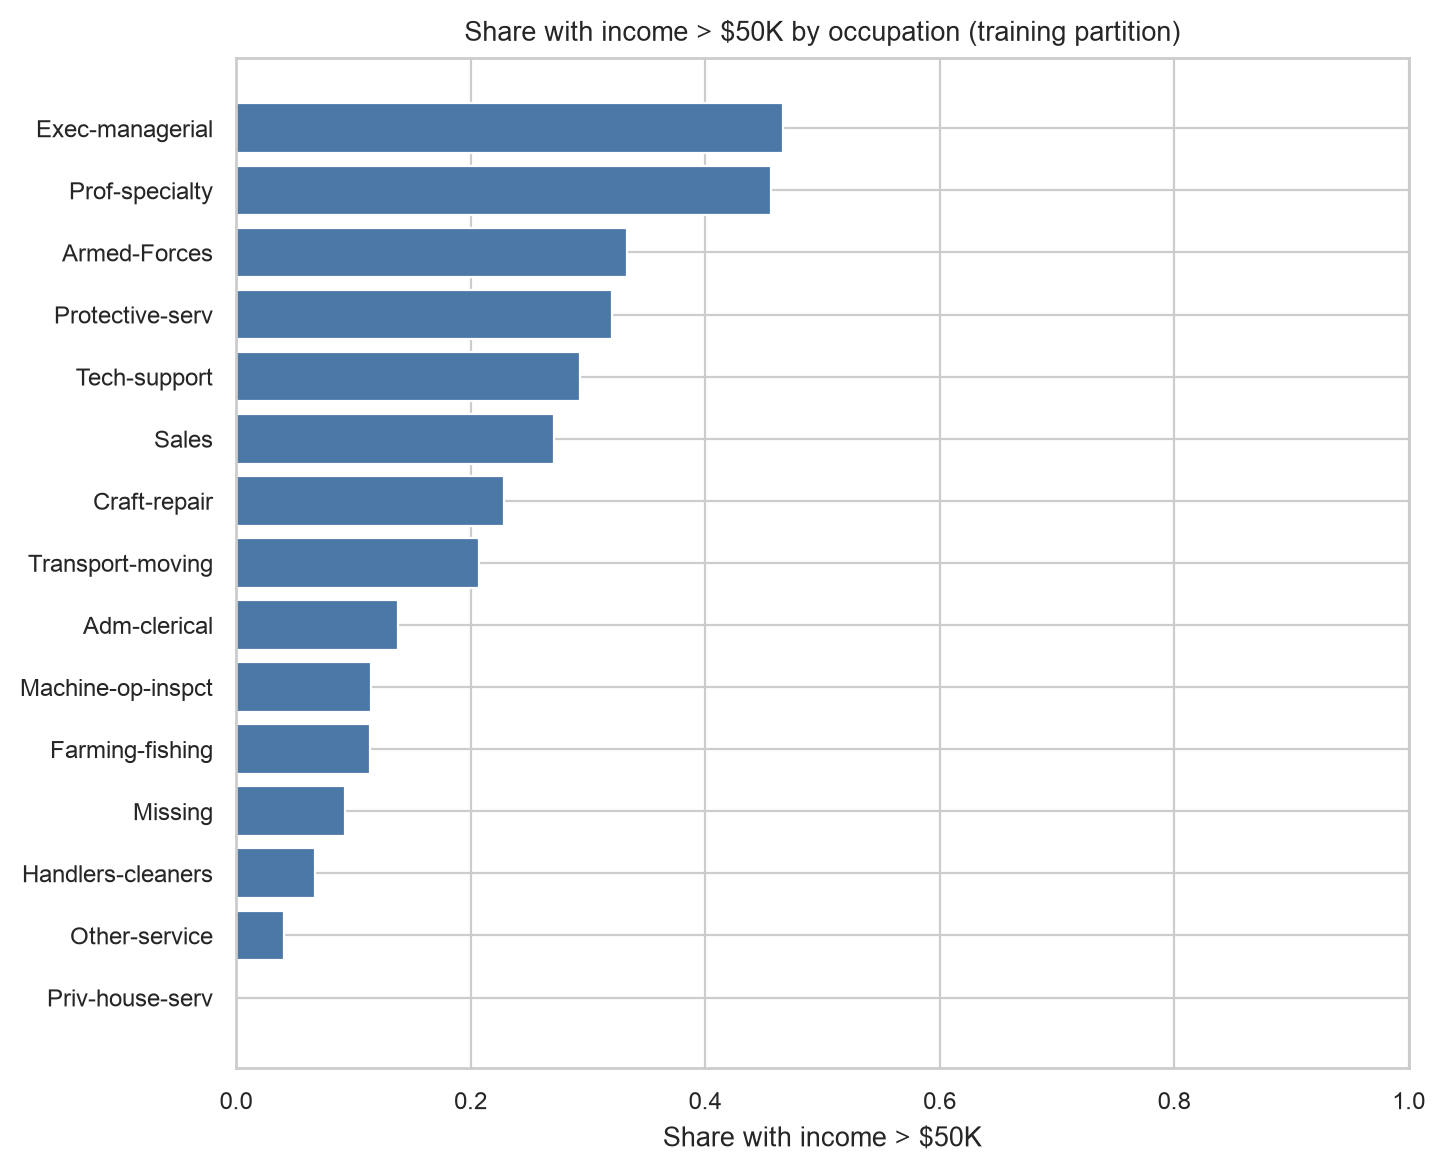 Share with income > $50K by occupation (training partition)
Exec-managerial
Prof-specialty
Armed-Forces
Protective-serv
Tech-support
Sales
Craft-repair
Transport-moving
Adm-clerical
Machine-op-inspct
Farming-fishing
Missing
Handlers-cleaners
Other-service
Priv-house-serv
0.0 0.2 0.4 0.6 0.8 1.0
Share with income > $50K